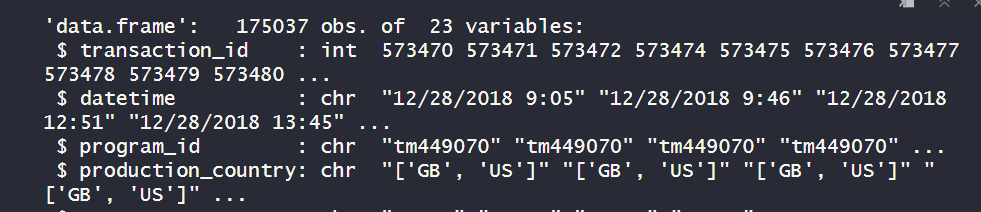 'data.frame':   175037 obs. of  23 variables:
 $ transaction_id    : int  573470 573471 573472 573474 573475 573476 573477
573478 573479 573480 ...
 $ datetime          : chr  "12/28/2018 9:05" "12/28/2018 9:46" "12/28/2018
12:51" "12/28/2018 13:45" ...
 $ program_id        : chr  "tm449070" "tm449070" "tm449070" "tm449070" ...
 $ production_country: chr  "['GB', 'US']" "['GB', 'US']" "['GB', 'US']" "
['GB', 'US']" ...